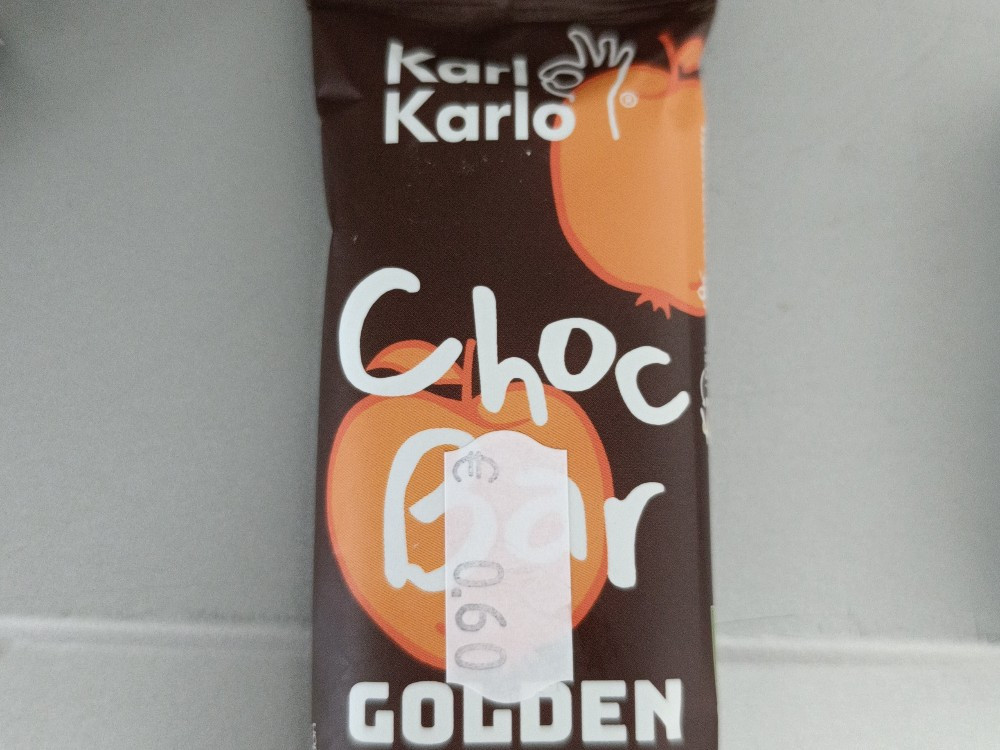 Karl
Karlo®
Choc
Bar
€ 0.60
GOLDEN